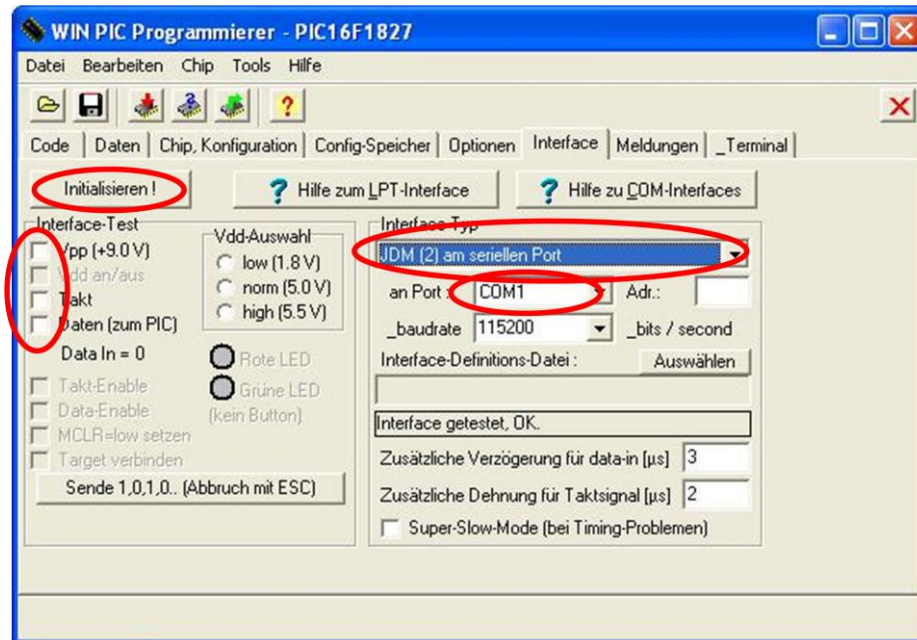 WIN PIC Programmierer - PIC16F1827
Datei Bearbeiten Chip Tools Hilfe
Code Daten Chip, Konfiguration Config-Speicher Optionen Interface Meldungen _Terminal
Initialisieren !
? Hilfe zum LPT-Interface
? Hilfe zu COM-Interfaces
Interface-Test
Vpp (+9.0 V)
Vdd an/aus
Takt
Daten (zum PIC)
Data In = 0
Takt-Enable
Data-Enable
MCLR=low setzen
Target verbinden
Vdd-Auswahl
low (1.8 V)
norm (5.0 V)
high (5.5 V)
Rote LED
Grüne LED
(kein Button)
Sende 1,0,1,0.. (Abbruch mit ESC)
Interface-Typ
JDM (2) am seriellen Port
an Port : COM1 Adr.:
_baudrate 115200 _bits / second
Interface-Definitions-Datei : Auswählen
Interface getestet, OK.
Zusätzliche Verzögerung für data-in [µs] 3
Zusätzliche Dehnung für Taktsignal [µs] 2
Super-Slow-Mode (bei Timing-Problemen)